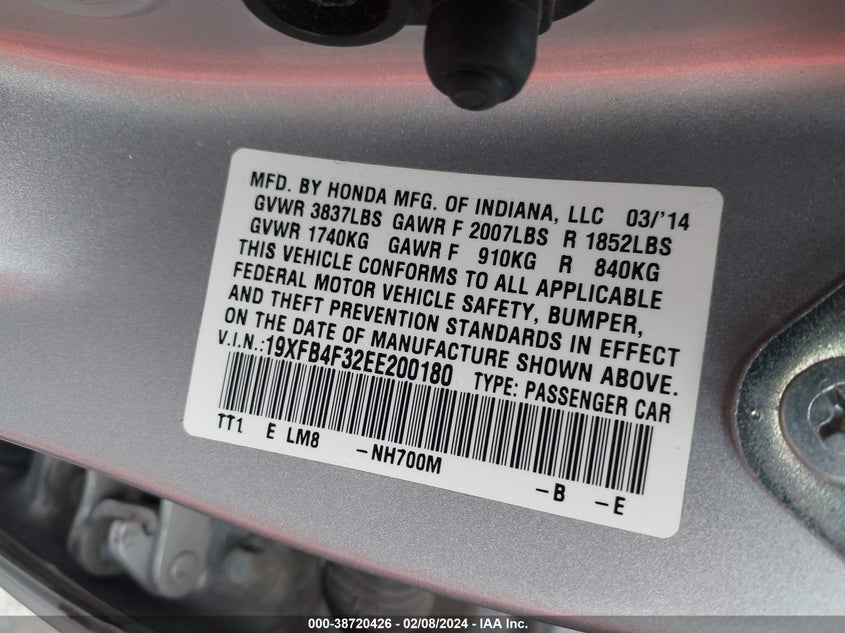 MFD. BY HONDA MFG. OF INDIANA, LLC 03/'14
GVWR 3837LBS GAWR F 2007LBS R 1852LBS
GVWR 1740KG GAWR F 910KG R 840KG
THIS VEHICLE CONFORMS TO ALL APPLICABLE
FEDERAL MOTOR VEHICLE SAFETY, BUMPER,
AND THEFT PREVENTION STANDARDS IN EFFECT
ON THE DATE OF MANUFACTURE SHOWN ABOVE.
V.I.N.:19XFB4F32EE200180 TYPE: PASSENGER CAR
TT1 E LM8 -NH700M -B -E
000-38720426 - 02/08/2024 - IAA Inc.